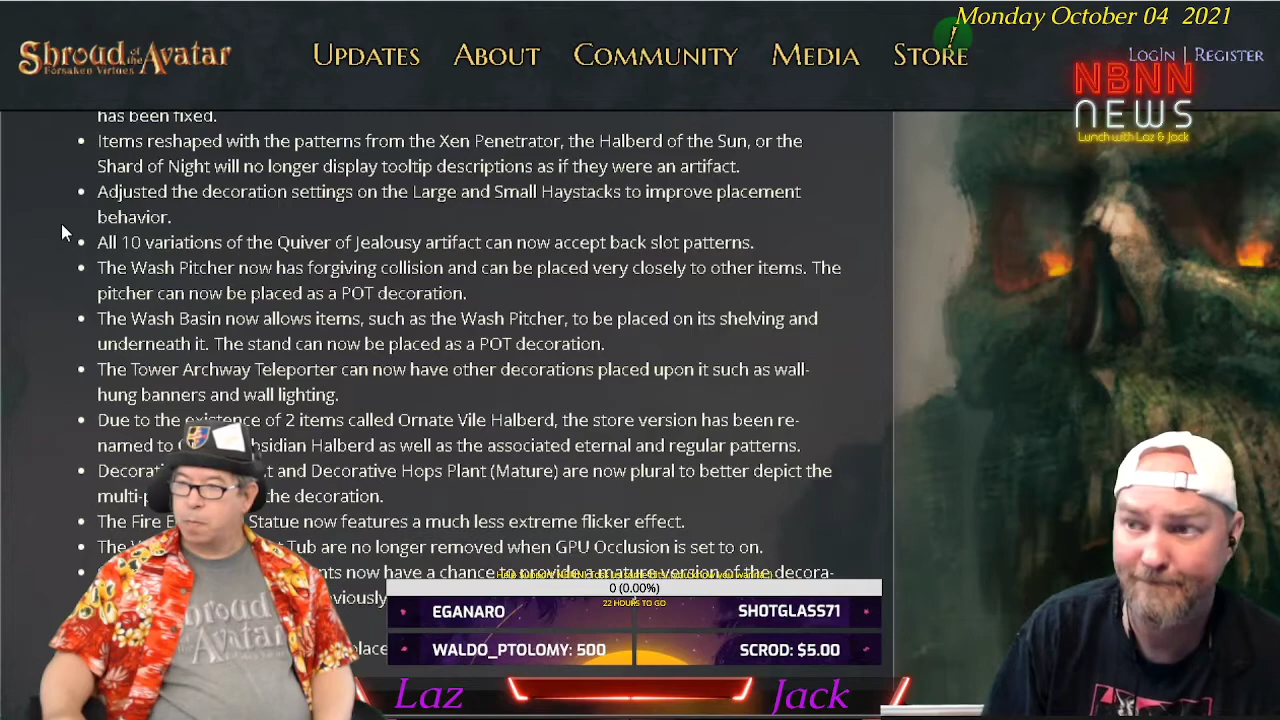 Monday October 04 2021
Shroud of the Avatar
Forsaken Virtues
Updates About Community Media Store
LogIn | Register
NBNN
NEWS
Lunch with Laz & Jack
has been fixed.
• Items reshaped with the patterns from the Xen Penetrator, the Halberd of the Sun, or the
Shard of Night will no longer display tooltip descriptions as if they were an artifact.
• Adjusted the decoration settings on the Large and Small Haystacks to improve placement
behavior.
• All 10 variations of the Quiver of Jealousy artifact can now accept back slot patterns.
• The Wash Pitcher now has forgiving collision and can be placed very closely to other items. The
pitcher can now be placed as a POT decoration.
• The Wash Basin now allows items, such as the Wash Pitcher, to be placed on its shelving and
underneath it. The stand can now be placed as a POT decoration.
• The Tower Archway Teleporter can now have other decorations placed upon it such as wall-
hung banners and wall lighting.
• Due to the existence of 2 items called Ornate Vile Halberd, the store version has been re-
named to Halberd as well as the associated eternal and regular patterns.
• and Decorative Hops Plant (Mature) are now plural to better depict the
the decoration.
• The Fire Statue now features a much less extreme flicker effect.
• The Tub are no longer removed when GPU Occlusion is set to on.
now have a chance to provide a mature version of the decora-
0 (0.00%)
22 HOURS TO GO
EGANARO SHOTGLASS71
WALDO_PTOLOMY: 500 SCROD: $5.00
Shroud
of the
Avatar
Laz Jack